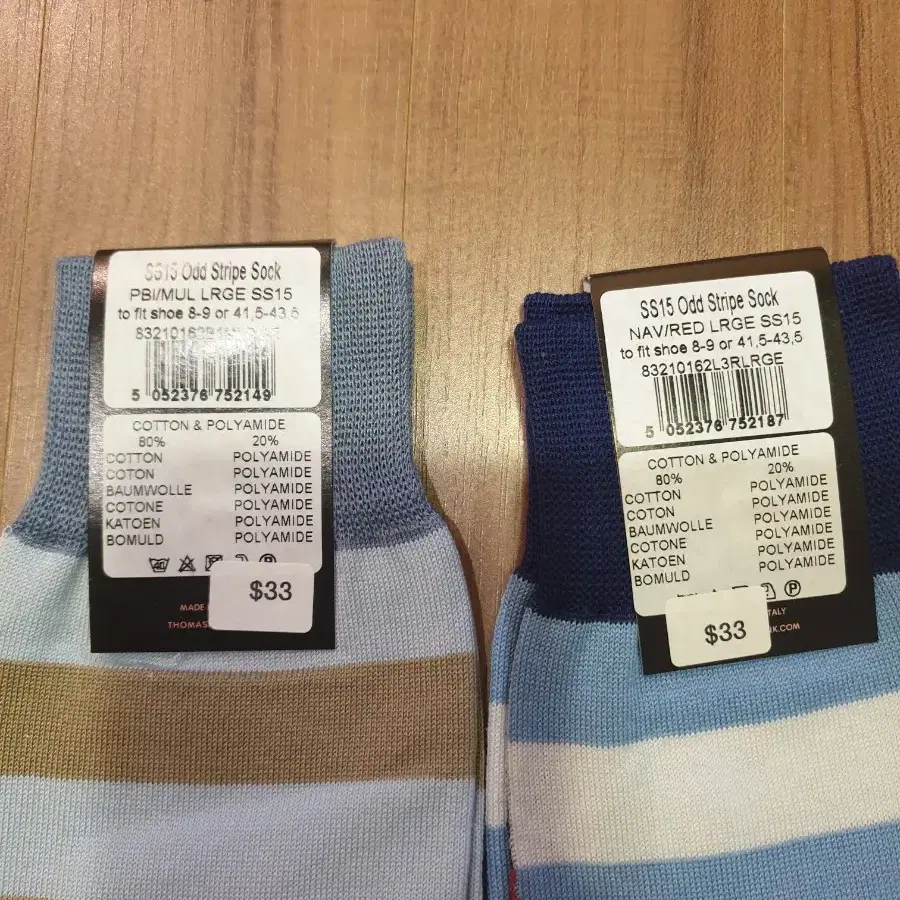 SS15 Odd Stripe Sock
PBI/MUL LRGE SS15
to fit shoe 8-9 or 41,5-43,5
5 052376 752149
COTTON & POLYAMIDE
80% 20%
COTTON POLYAMIDE
COTON POLYAMIDE
BAUMWOLLE POLYAMIDE
COTONE POLYAMIDE
KATOEN POLYAMIDE
BOMULD POLYAMIDE
$33
MADE
THOMAS
SS15 Odd Stripe Sock
NAV/RED LRGE SS15
to fit shoe 8-9 or 41,5-43,5
83210162L3RLRGE
5 052376 752187
COTTON & POLYAMIDE
80% 20%
COTTON POLYAMIDE
COTON POLYAMIDE
BAUMWOLLE POLYAMIDE
COTONE POLYAMIDE
KATOEN POLYAMIDE
BOMULD POLYAMIDE
$33
TALY
K.COM